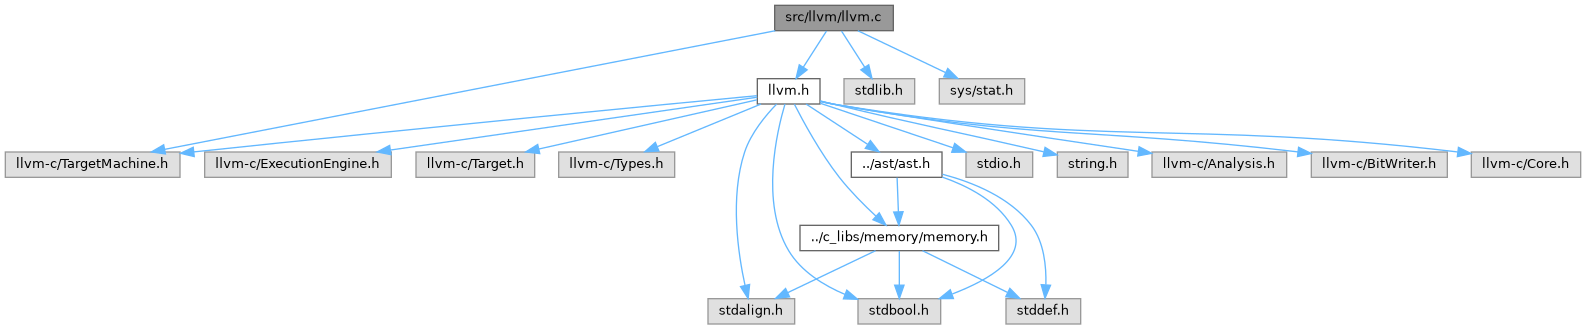 src/llvm/llvm.c
llvm.h
stdlib.h
sys/stat.h
llvm-c/TargetMachine.h
llvm-c/ExecutionEngine.h
llvm-c/Target.h
llvm-c/Types.h
../ast/ast.h
stdio.h
string.h
llvm-c/Analysis.h
llvm-c/BitWriter.h
llvm-c/Core.h
../c_libs/memory/memory.h
stdalign.h
stdbool.h
stddef.h